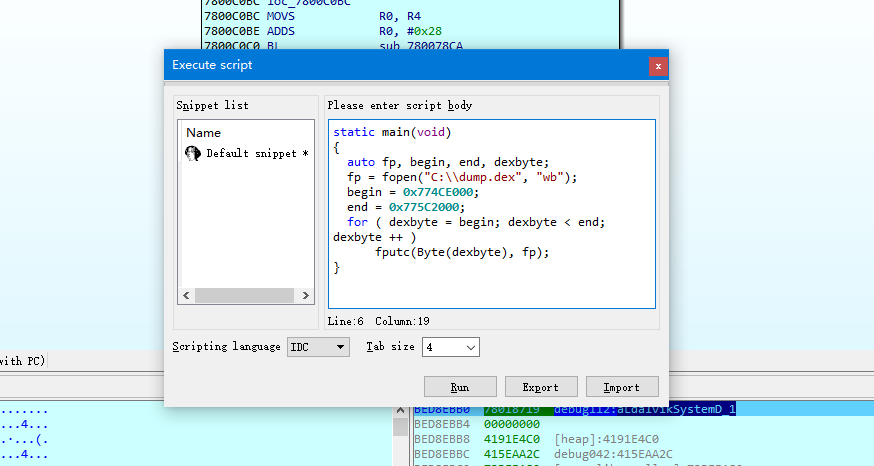 7800C0BC loc_7800C0BC
7800C0BC MOVS R0, R4
7800C0BE ADDS R0, #0x28
7800C0C0 BL sub_780078CA
Execute script
x
Snippet list
Name
Default snippet *
Please enter script body
static main(void)
{
auto fp, begin, end, dexbyte;
fp = fopen("C:\\dump.dex", "wb");
begin = 0x774CE000;
end = 0x775C2000;
for ( dexbyte = begin; dexbyte < end;
dexbyte ++ )
fputc(Byte(dexbyte), fp);
}
Line:6 Column:19
Scripting language IDC Tab size 4
Run Export Import
with PC)
.......
...4...
.·...(.
...4...
BED8EBB0 78018719 debug112:aLdalvikSystemD_1
BED8EBB4 00000000
BED8EBB8 4191E4C0 [heap]:4191E4C0
BED8EBBC 415EAA2C debug042:415EAA2C